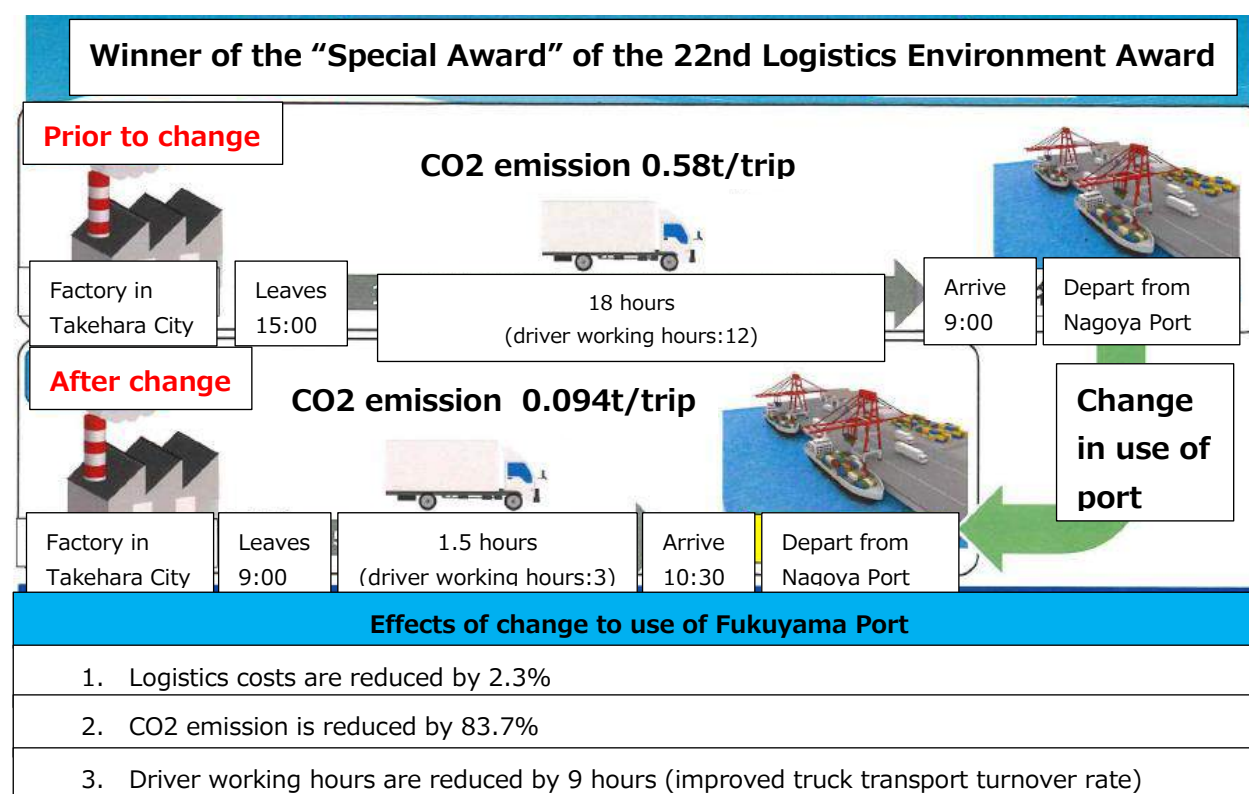 Winner of the “Special Award” of the 22nd Logistics Environment Award
Prior to change
CO2 emission 0.58t/trip
Factory in
Takehara City
Leaves
15:00
18 hours
(driver working hours:12)
Arrive
9:00
Depart from
Nagoya Port
After change
CO2 emission 0.094t/trip
Change
in use of
port
Factory in
Takehara City
Leaves
9:00
1.5 hours
(driver working hours:3)
Arrive
10:30
Depart from
Nagoya Port
Effects of change to use of Fukuyama Port
1. Logistics costs are reduced by 2.3%
2. CO2 emission is reduced by 83.7%
3. Driver working hours are reduced by 9 hours (improved truck transport turnover rate)